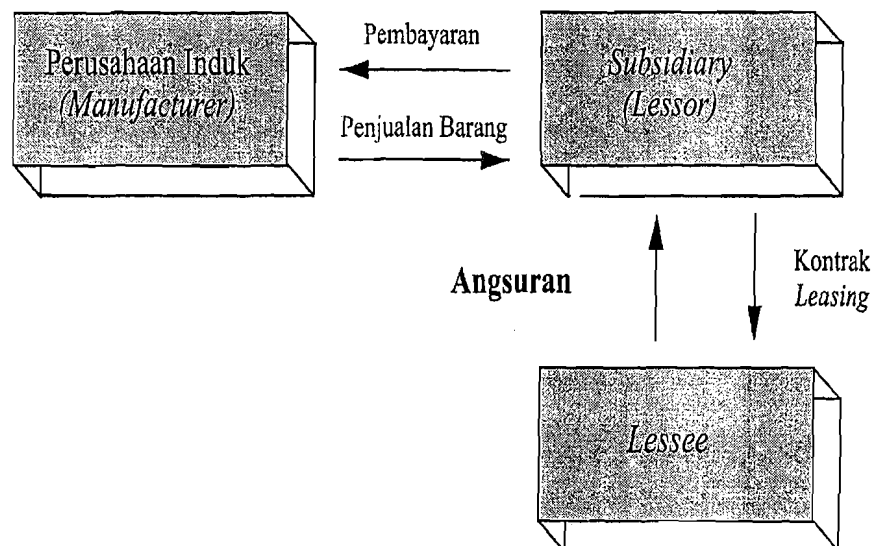 Perusahaan Induk
(Manufacturer)
Pembayaran
Penjualan Barang
Subsidiary
(Lessor)
Angsuran
Kontrak
Leasing
Lessee